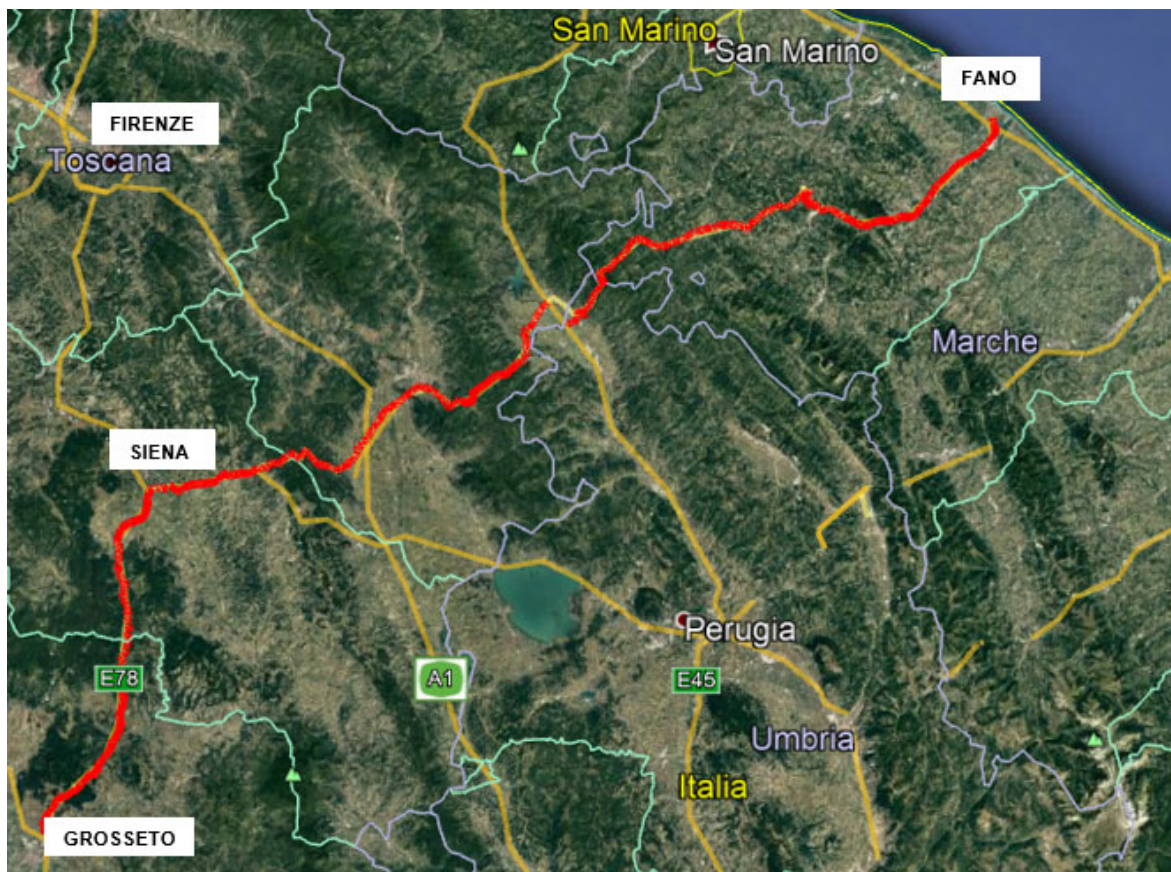 San Marino
San Marino
FANO
FIRENZE
Toscana
Marche
SIENA
Perugia
E78
A1
E45
Umbria
Italia
GROSSETO